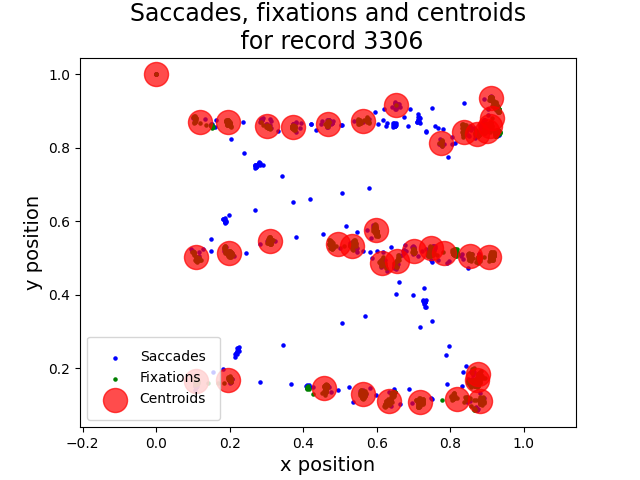 Saccades, fixations and centroids
for record 3306
1.0
0.8
0.6
0.4
0.2
y position
Saccades
Fixations
Centroids
−0.2
0.0
0.2
0.4
0.6
0.8
1.0
x position